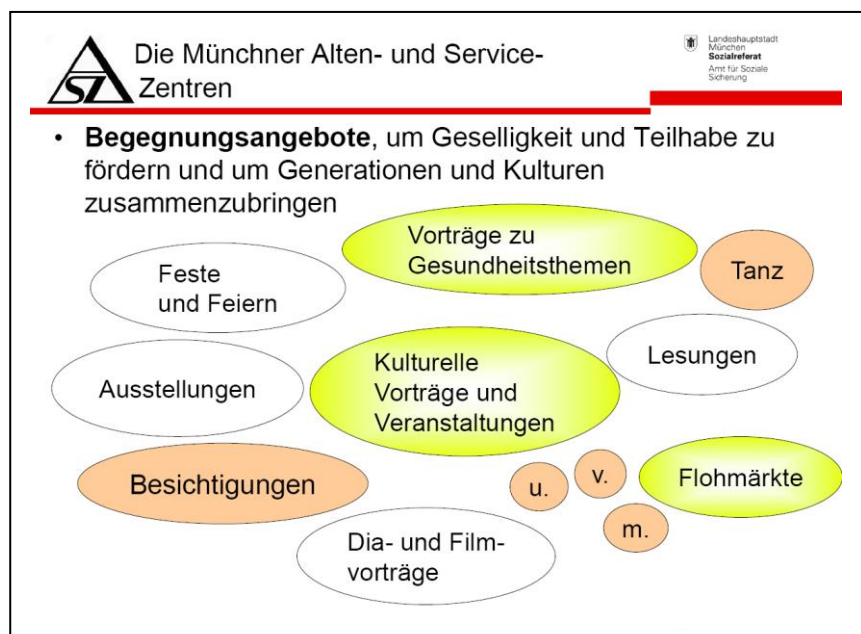 ASZ
Die Münchner Alten- und Service-
Zentren
Landeshauptstadt
München
Sozialreferat
Amt für Soziale
Sicherung
• Begegnungsangebote, um Geselligkeit und Teilhabe zu
fördern und um Generationen und Kulturen
zusammenzubringen
Vorträge zu
Gesundheitsthemen
Tanz
Feste
und Feiern
Kulturelle
Vorträge und
Veranstaltungen
Lesungen
Ausstellungen
Besichtigungen
u.
v.
m.
Flohmärkte
Dia- und Film-
vorträge